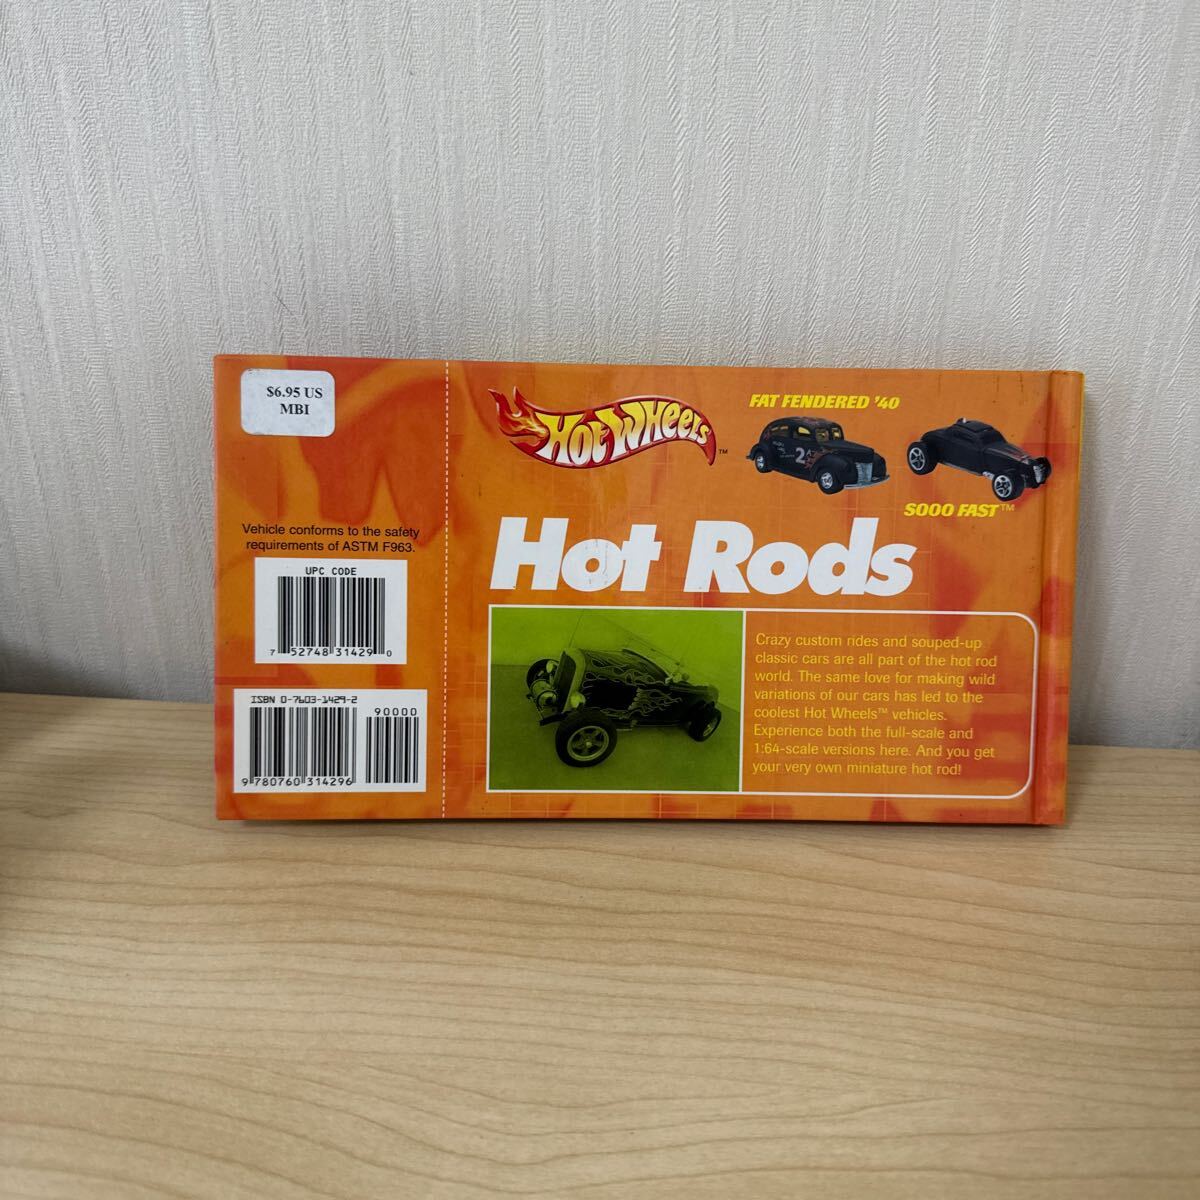 $6.95 US
MBI
Vehicle conforms to the safety
requirements of ASTM F963.
UPC CODE
7 52748 31429 0
ISBN 0-7603-1429-2
90000
9 780760 314296
Hot Wheels™
FAT FENDERED '40
2
SOOO FAST™
Hot Rods
Crazy custom rides and souped-up
classic cars are all part of the hot rod
world. The same love for making wild
variations of our cars has led to the
coolest Hot Wheels™ vehicles.
Experience both the full-scale and
1:64-scale versions here. And you get
your very own miniature hot rod!